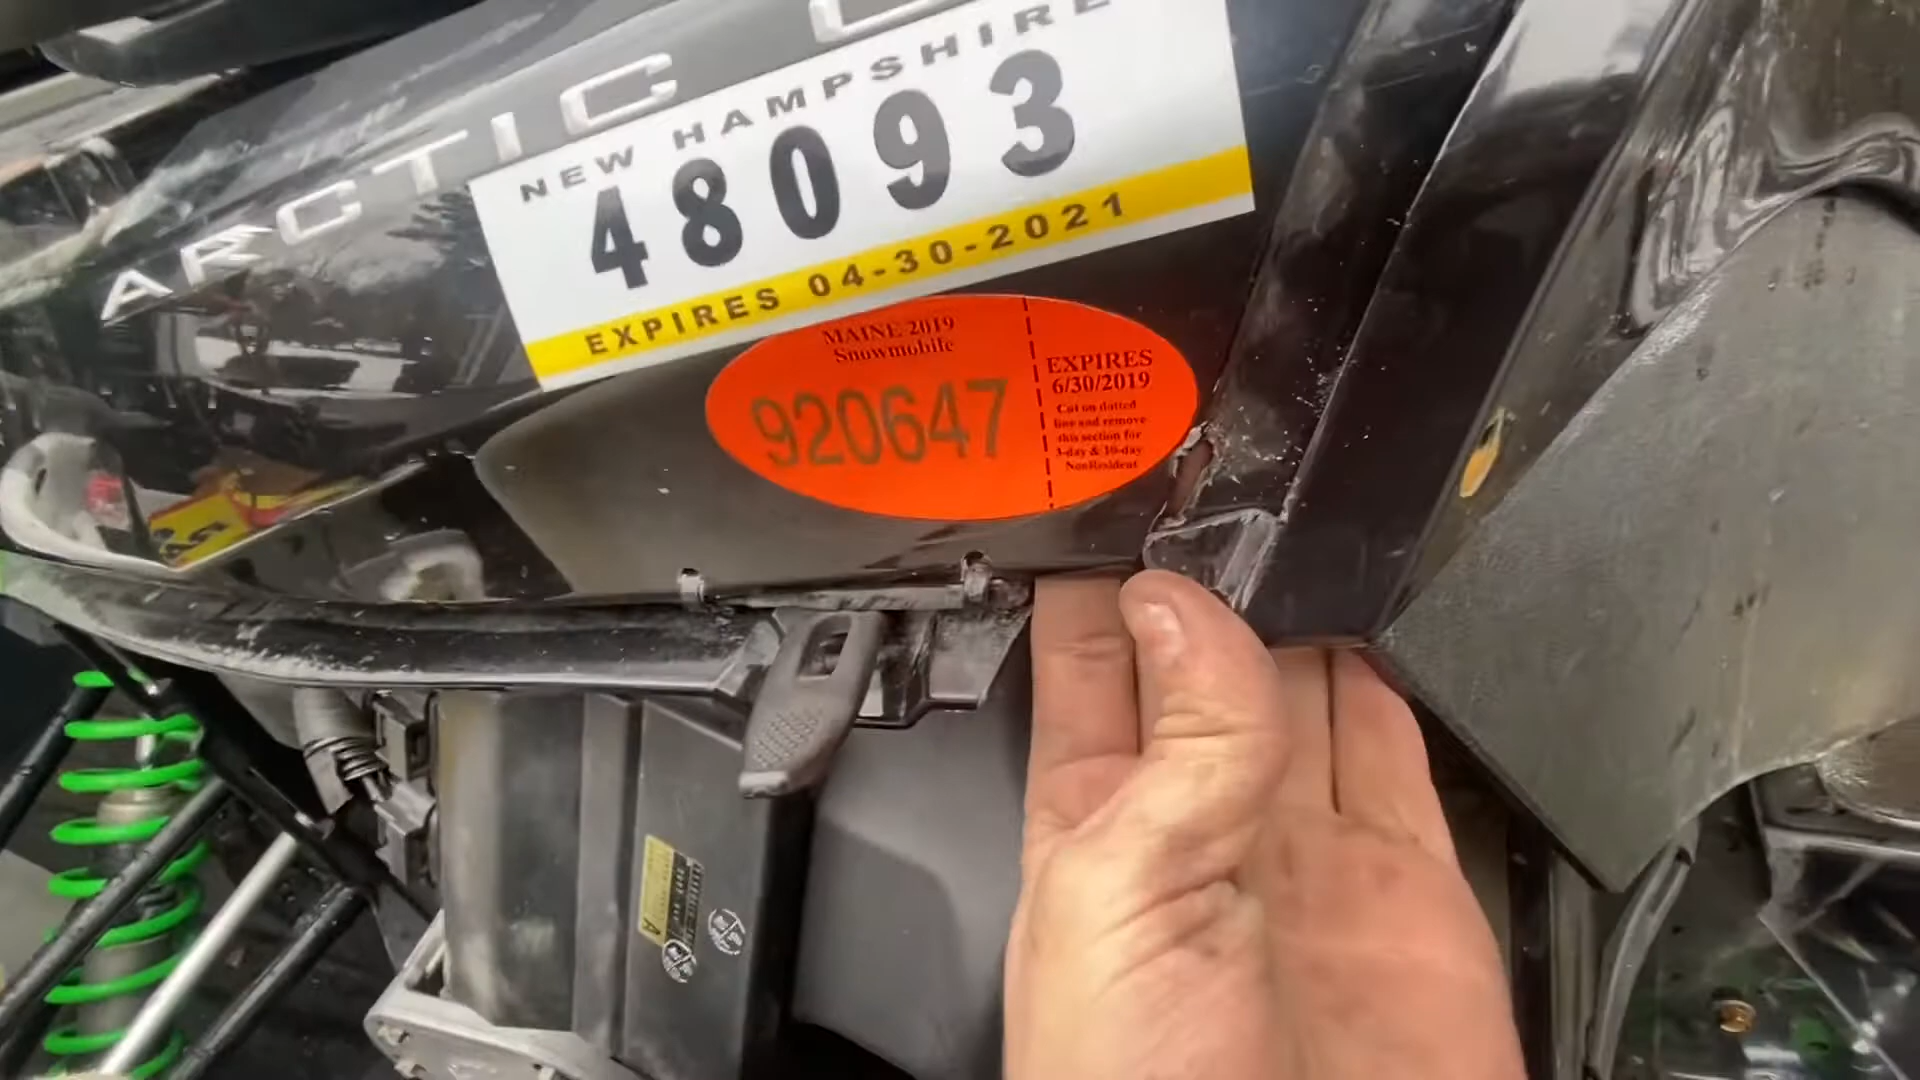 ARCTIC
NEW HAMPSHIRE
48093
EXPIRES 04-30-2021
MAINE 2019
Snowmobile
920647
EXPIRES
6/30/2019
Cut on dotted
line and remove
this section for
3-day & 10-day
NonResident